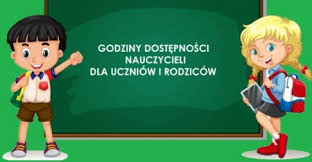 GODZINY DOSTĘPNOŚCI
NAUCZYCIELI
DLA UCZNIÓW I RODZICÓW